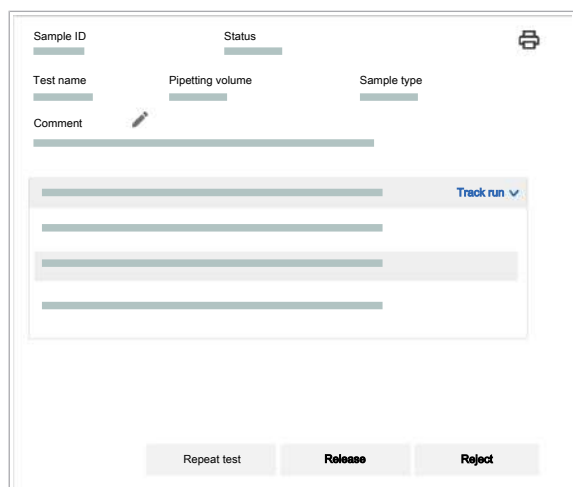 Sample ID Status
Test name Pipetting volume Sample type
Comment
Track run
Repeat test Release Reject